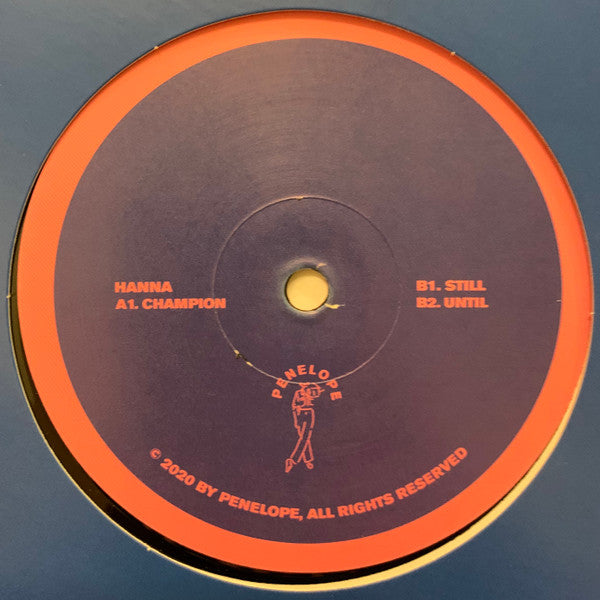 HANNA
A1. CHAMPION
B1. STILL
B2. UNTIL
PENELOPE
© 2020 BY PENELOPE, ALL RIGHTS RESERVED